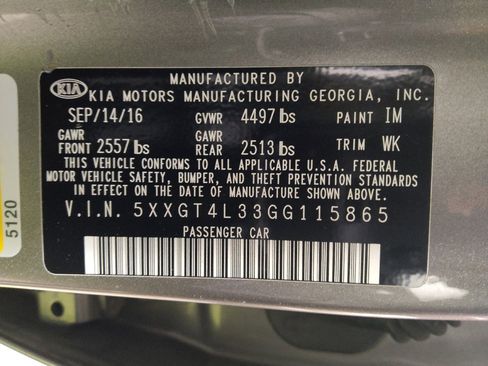 MANUFACTURED BY
KIA KIA MOTORS MANUFACTURING GEORGIA, INC.
SEP/14/16 GVWR 4497 lbs PAINT IM
GAWR GAWR
FRONT 2557 lbs REAR 2513 lbs TRIM WK
THIS VEHICLE CONFORMS TO ALL APPLICABLE U.S.A. FEDERAL
MOTOR VEHICLE SAFETY, BUMPER, AND THEFT PREVENTION STANDARDS
IN EFFECT ON THE DATE OF MANUFACTURE SHOWN ABOVE.
V.I.N. 5XXGT4L33GG115865
PASSENGER CAR
5120